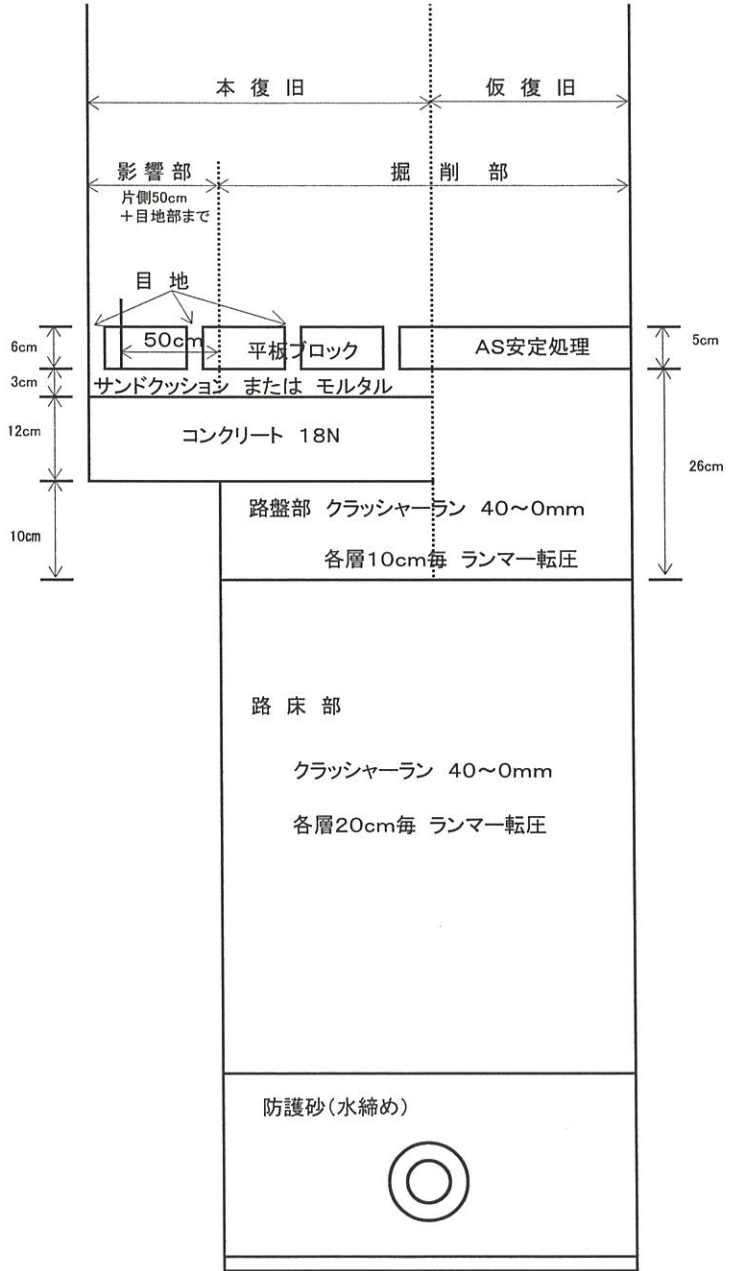 本復旧 仮復旧
影響部 掘削部
片側50cm
+目地部まで
目地
6cm 50cm 平板ブロック AS安定処理 5cm
3cm サンドクッション または モルタル
12cm コンクリート 18N
26cm
路盤部 クラッシャーラン 40～0mm
10cm
各層10cm毎 ランマー転圧
路床部
クラッシャーラン 40～0mm
各層20cm毎 ランマー転圧
防護砂(水締め)